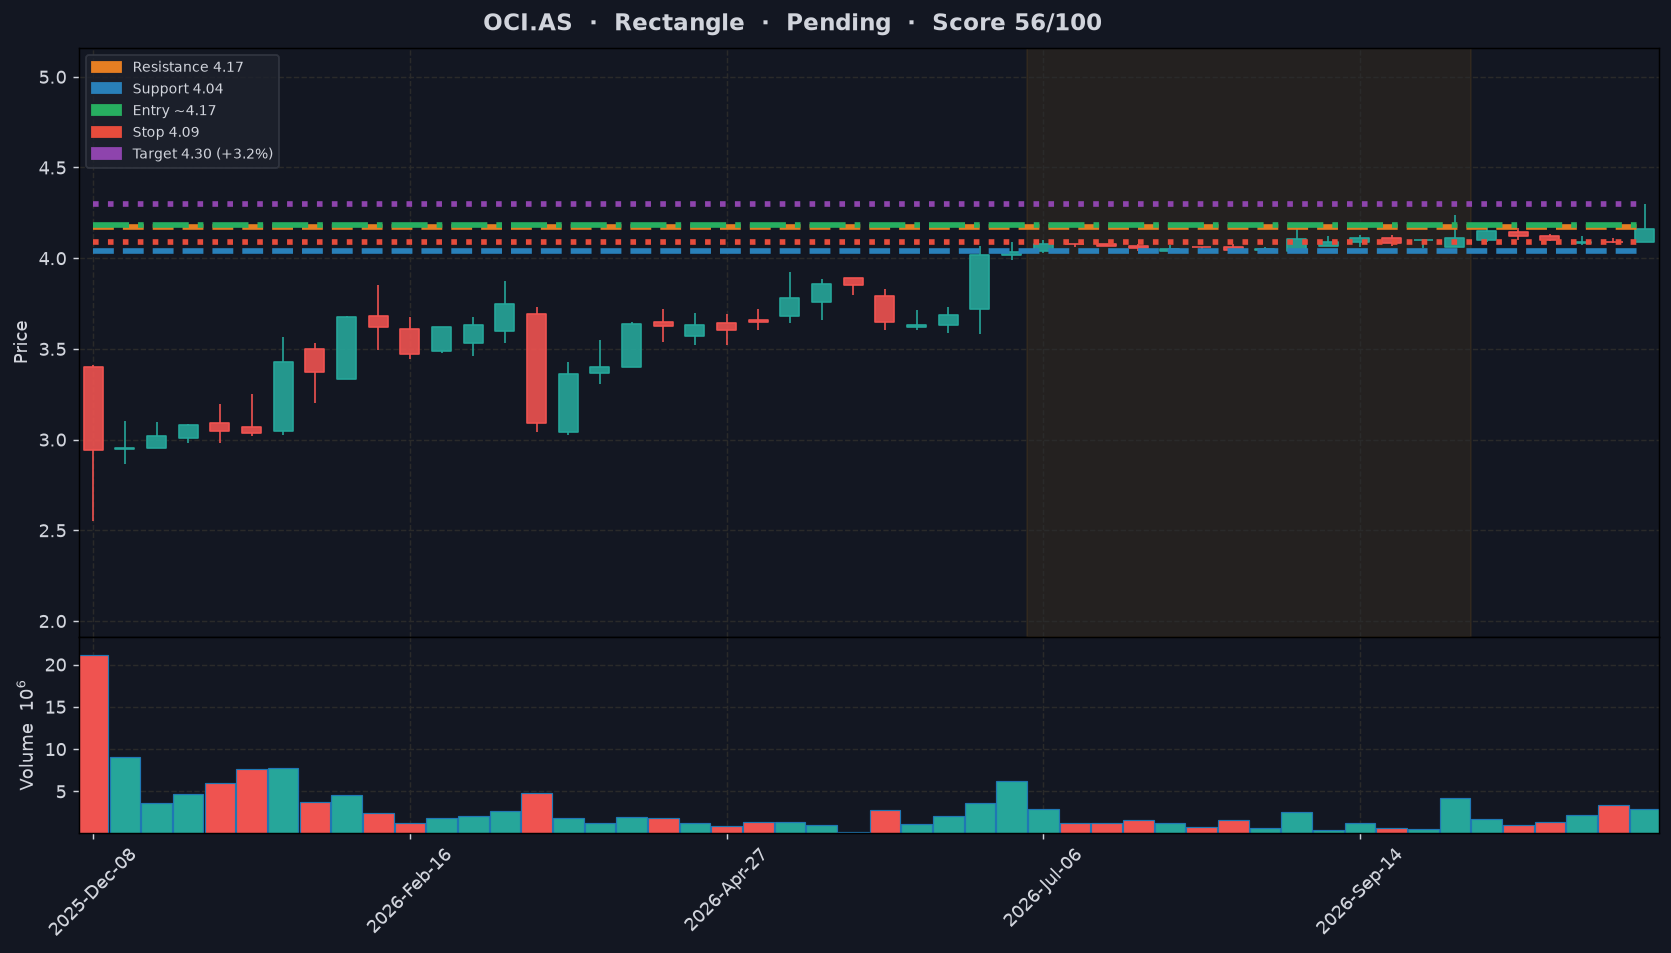 OCI.AS · Rectangle · Pending · Score 56/100
Resistance 4.17
Support 4.04
Entry ~4.17
Stop 4.09
Target 4.30 (+3.2%)
Price
5.0
4.5
4.0
3.5
3.0
2.5
2.0
Volume 10⁶
20
15
10
5
2025-Dec-08
2026-Feb-16
2026-Apr-27
2026-Jul-06
2026-Sep-14